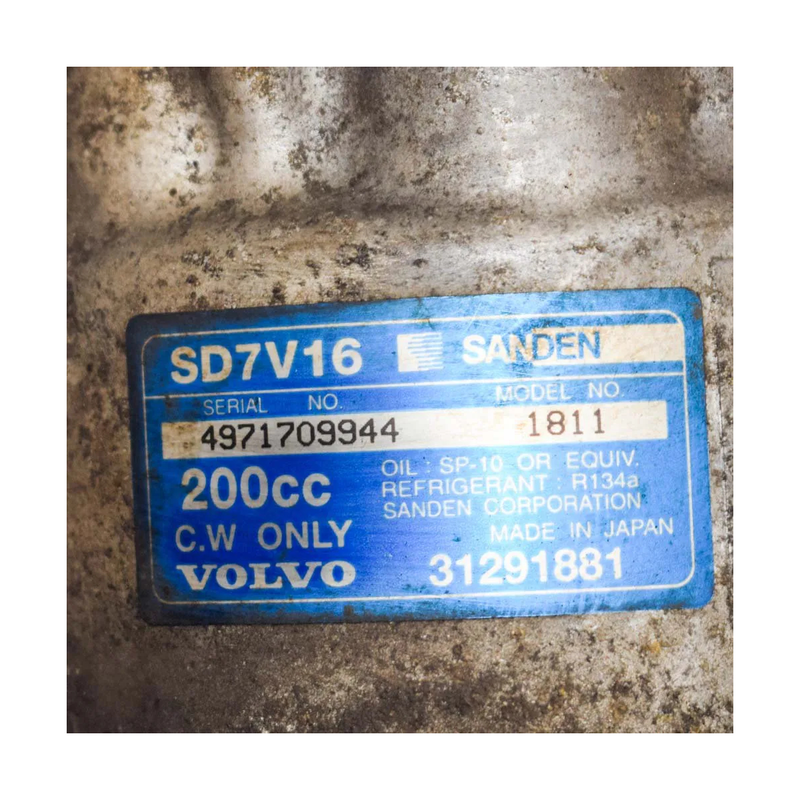 SD7V16 SANDEN
SERIAL NO. MODEL NO.
4971709944 1811
200cc
OIL : SP-10 OR EQUIV.
REFRIGERANT : R134a
SANDEN CORPORATION
C.W ONLY MADE IN JAPAN
VOLVO 31291881